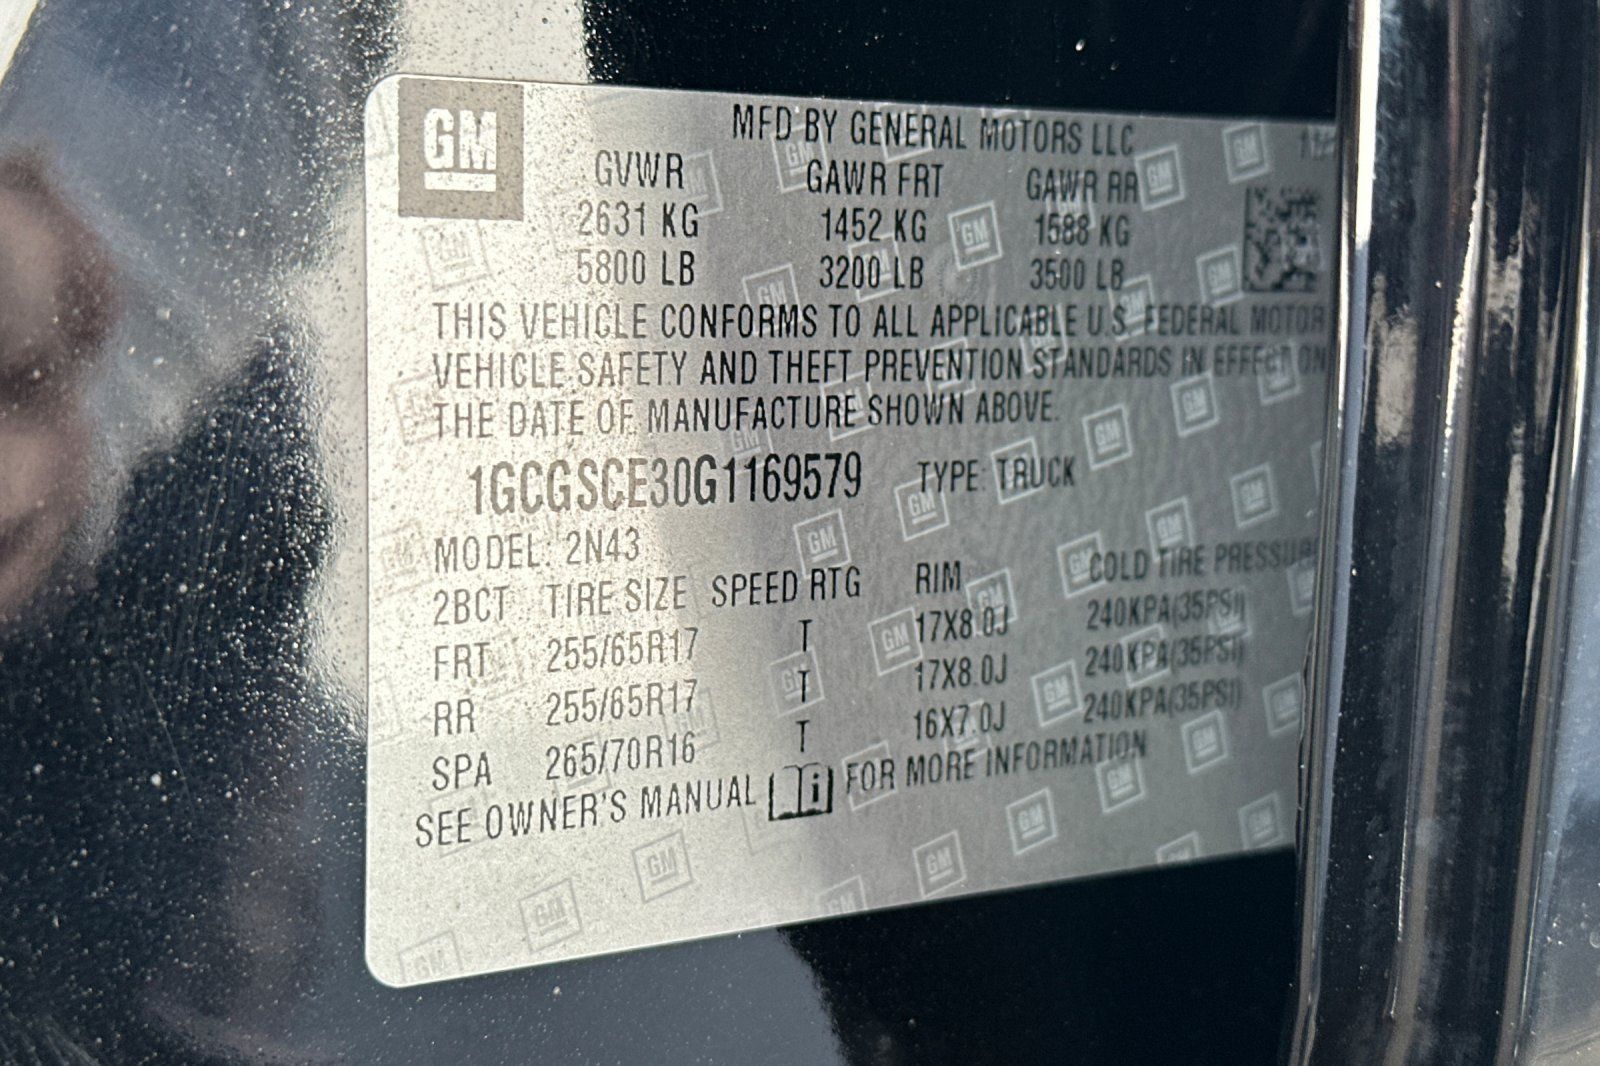 GM
MFD BY GENERAL MOTORS LLC
GVWR GAWR FRT GAWR RR
2631 KG 1452 KG 1588 KG
5800 LB 3200 LB 3500 LB
THIS VEHICLE CONFORMS TO ALL APPLICABLE U.S. FEDERAL MOTOR
VEHICLE SAFETY AND THEFT PREVENTION STANDARDS IN EFFECT ON
THE DATE OF MANUFACTURE SHOWN ABOVE.
1GCGSCE30G1169579 TYPE: TRUCK
MODEL: 2N43
2BCT TIRE SIZE SPEED RTG RIM COLD TIRE PRESSUR
FRT 255/65R17 T 17X8.0J 240KPA(35PSI)
RR 255/65R17 T 17X8.0J 240KPA(35PSI)
SPA 265/70R16 T 16X7.0J 240KPA(35PSI)
SEE OWNER'S MANUAL i FOR MORE INFORMATION